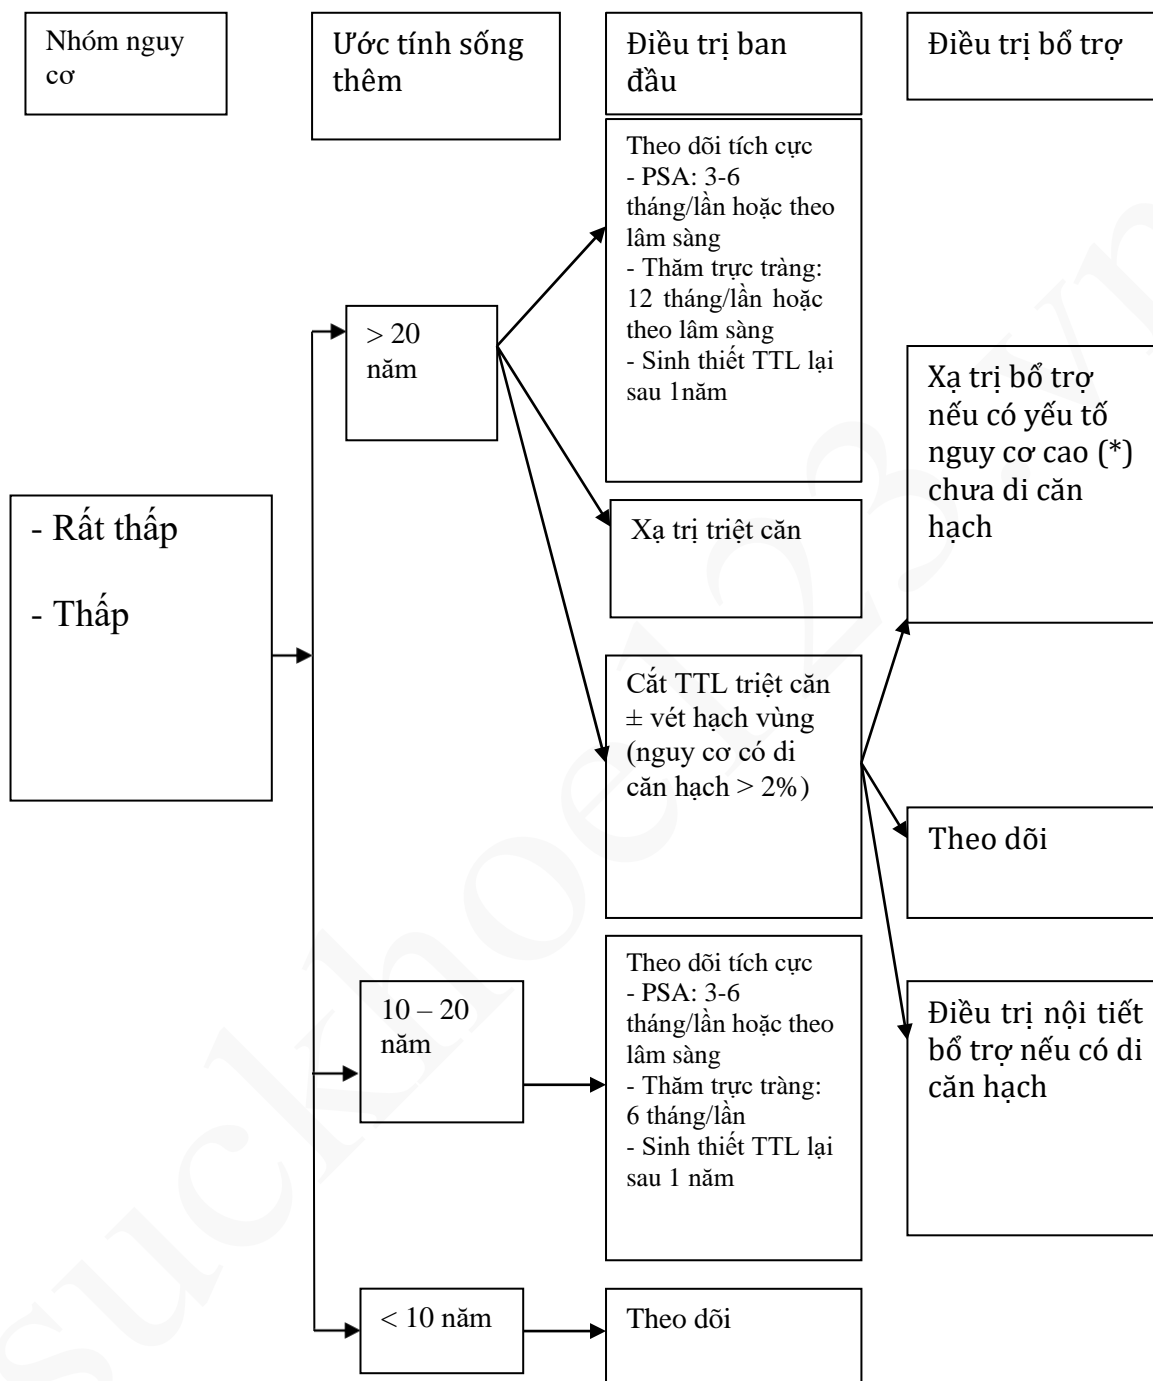 Nhóm nguy
cơ
Ước tính sống
thêm
Điều trị ban
đầu
Điều trị bổ trợ
Theo dõi tích cực
- PSA: 3-6
tháng/lần hoặc theo
lâm sàng
- Thăm trực tràng:
12 tháng/lần hoặc
theo lâm sàng
- Sinh thiết TTL lại
sau 1năm
> 20
năm
Xạ trị bổ trợ
nếu có yếu tố
nguy cơ cao (*)
chưa di căn
hạch
- Rất thấp
- Thấp
Xạ trị triệt căn
Cắt TTL triệt căn
± vét hạch vùng
(nguy cơ có di
căn hạch > 2%)
Theo dõi
10 – 20
năm
Theo dõi tích cực
- PSA: 3-6
tháng/lần hoặc theo
lâm sàng
- Thăm trực tràng:
6 tháng/lần
- Sinh thiết TTL lại
sau 1 năm
Điều trị nội tiết
bổ trợ nếu có di
căn hạch
< 10 năm
Theo dõi
suckhoe123.vn